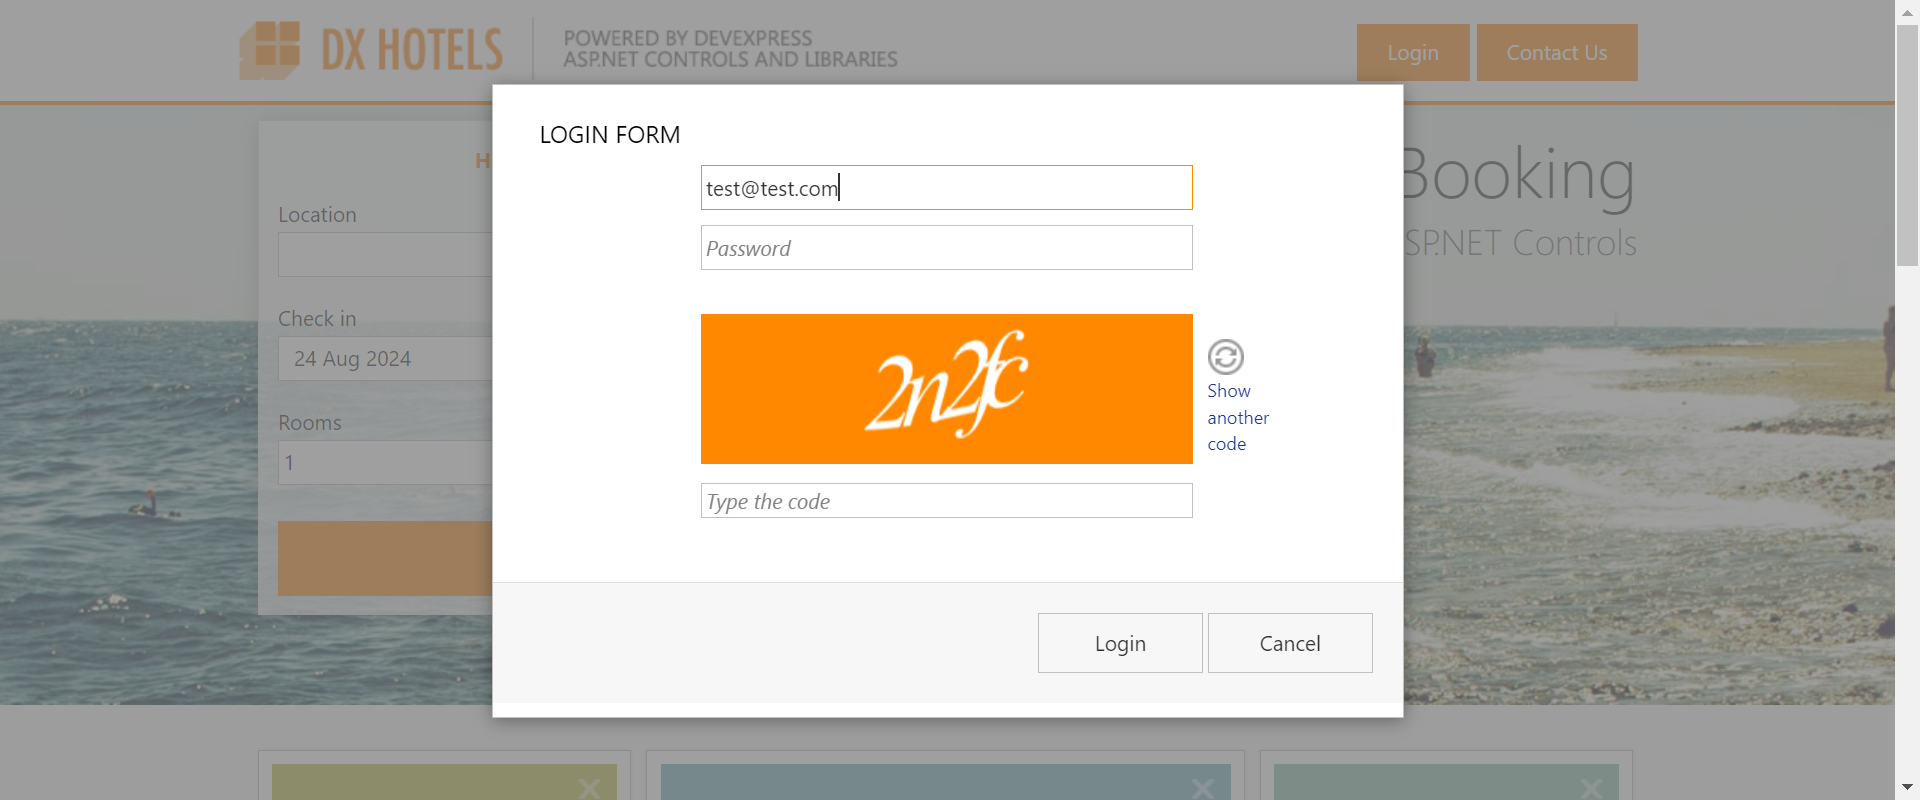 DX HOTELS
POWERED BY DEVEXPRESS
ASP.NET CONTROLS AND LIBRARIES
Login
Contact Us
LOGIN FORM
test@test.com
Password
2n2fc
Show
another
code
Type the code
Login
Cancel
H
Location
Check in
24 Aug 2024
Rooms
1
Booking
SP.NET Controls